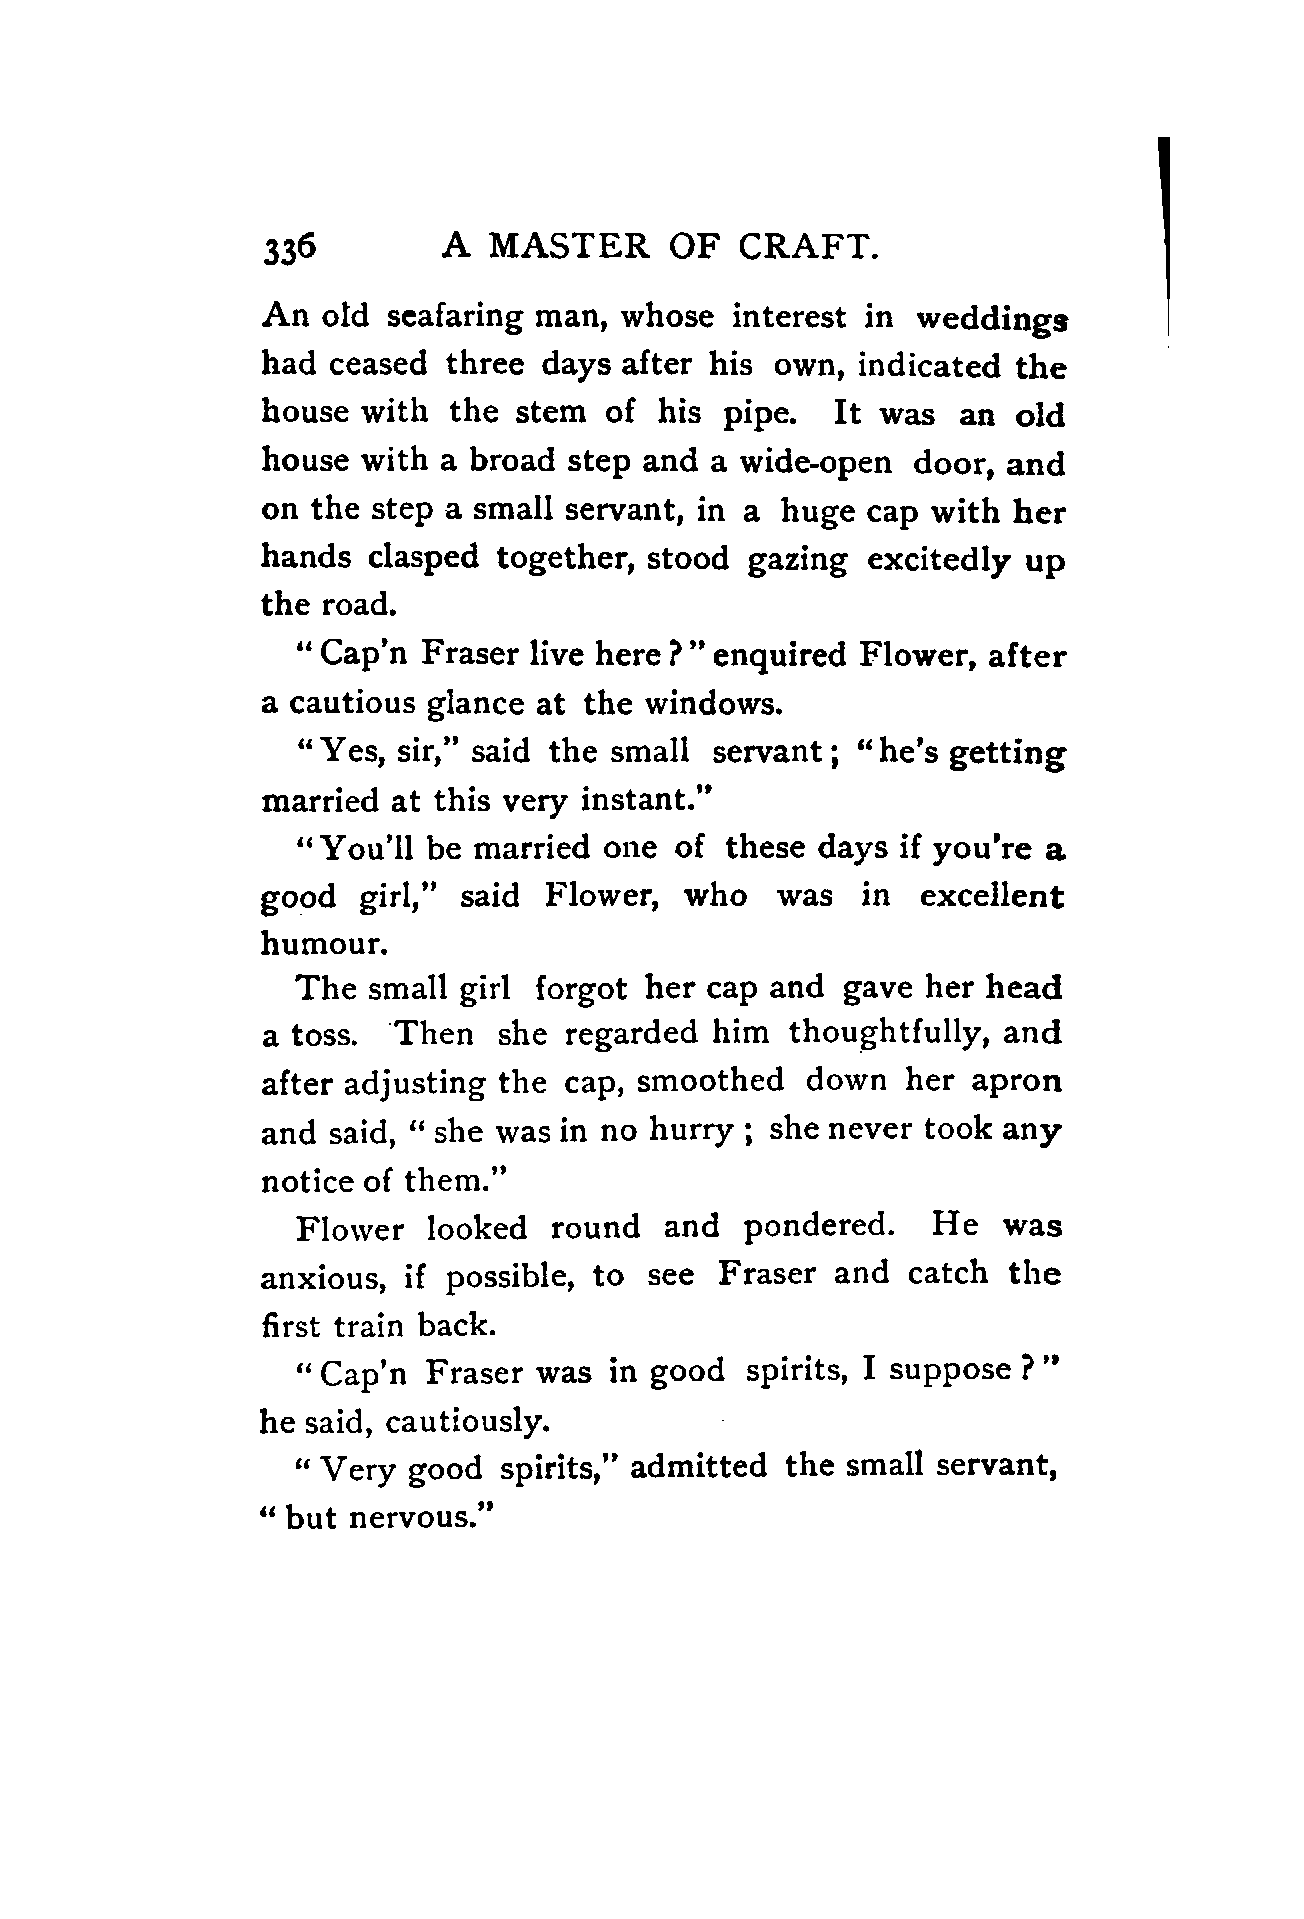 336 A MASTER OF CRAFT.
An old seafaring man, whose interest in weddings
had ceased three days after his own, indicated the
house with the stem of his pipe. It was an old
house with a broad step and a wide-open door, and
on the step a small servant, in a huge cap with her
hands clasped together, stood gazing excitedly up
the road.
"Cap'n Fraser live here?" enquired Flower, after
a cautious glance at the windows.
"Yes, sir," said the small servant; "he's getting
married at this very instant."
"You'll be married one of these days if you're a
good girl," said Flower, who was in excellent
humour.
The small girl forgot her cap and gave her head
a toss. Then she regarded him thoughtfully, and
after adjusting the cap, smoothed down her apron
and said, "she was in no hurry; she never took any
notice of them."
Flower looked round and pondered. He was
anxious, if possible, to see Fraser and catch the
first train back.
"Cap'n Fraser was in good spirits, I suppose?"
he said, cautiously.
"Very good spirits," admitted the small servant,
"but nervous."